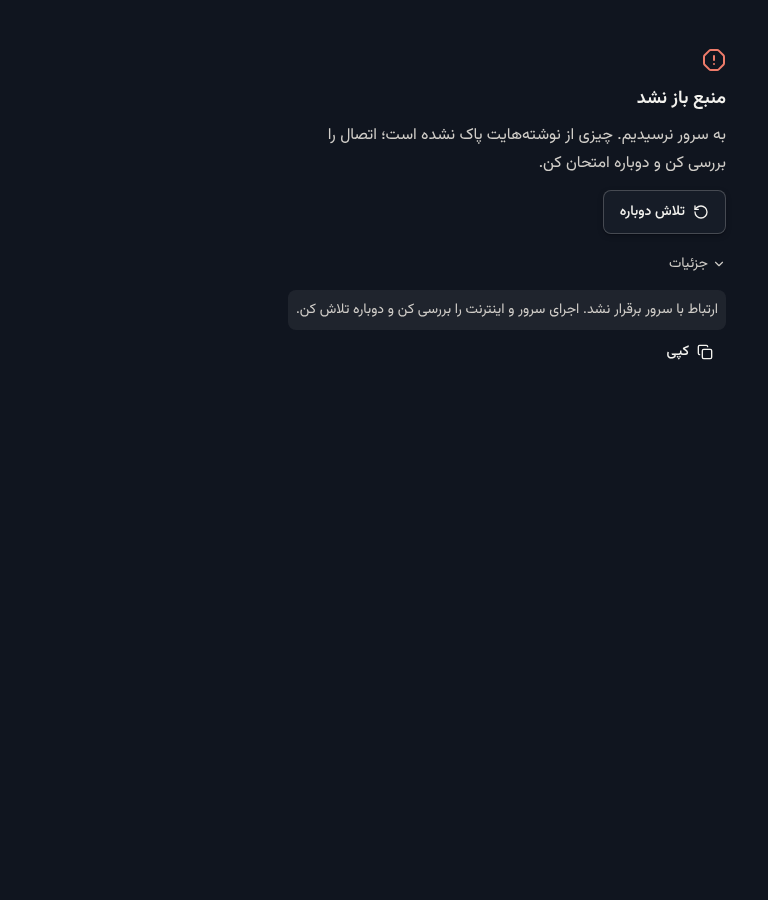 منبع باز نشد
به سرور نرسیدیم. چیزی از نوشته‌هایت پاک نشده است؛ اتصال را
بررسی کن و دوباره امتحان کن.
تلاش دوباره
جزئیات
ارتباط با سرور برقرار نشد. اجرای سرور و اینترنت را بررسی کن و دوباره تلاش کن.
کپی